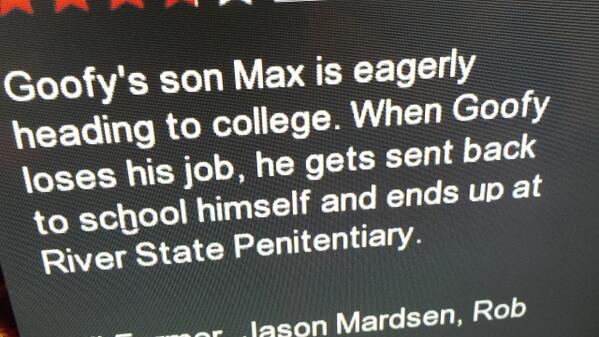 Goofy's son Max is eagerly
heading to college. When Goofy
loses his job, he gets sent back
to school himself and ends up at
River State Penitentiary.
Jason Mardsen, Rob